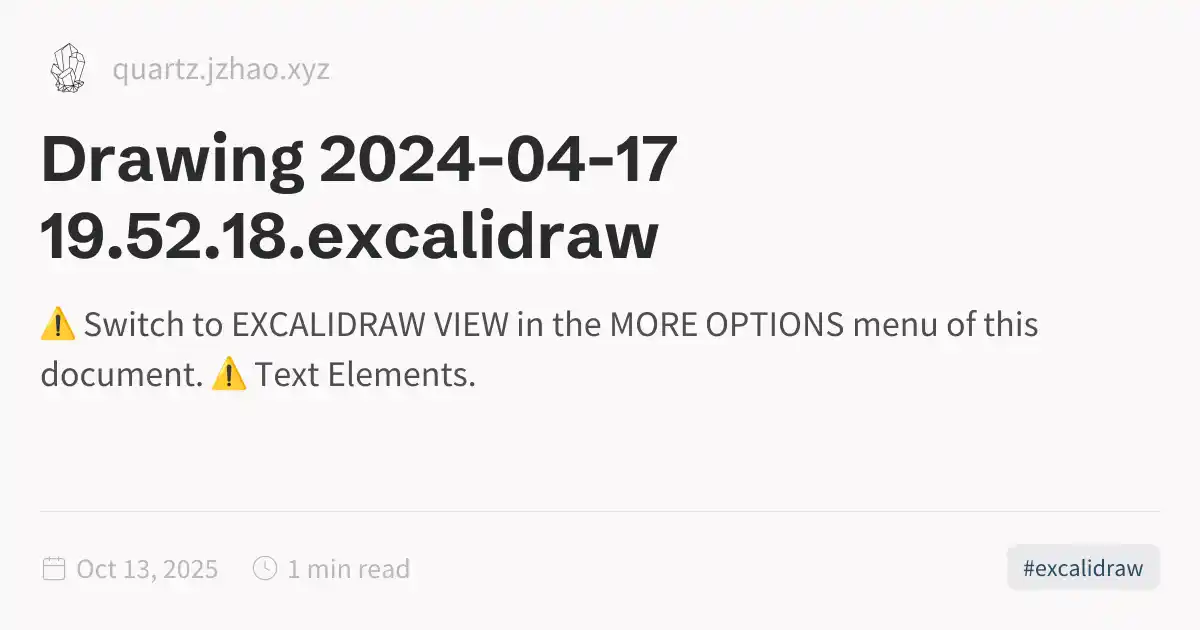 quartz.jzhao.xyz
Drawing 2024-04-17
19.52.18.excalidraw
⚠️ Switch to EXCALIDRAW VIEW in the MORE OPTIONS menu of this
document. ⚠️ Text Elements.
Oct 13, 2025 1 min read #excalidraw